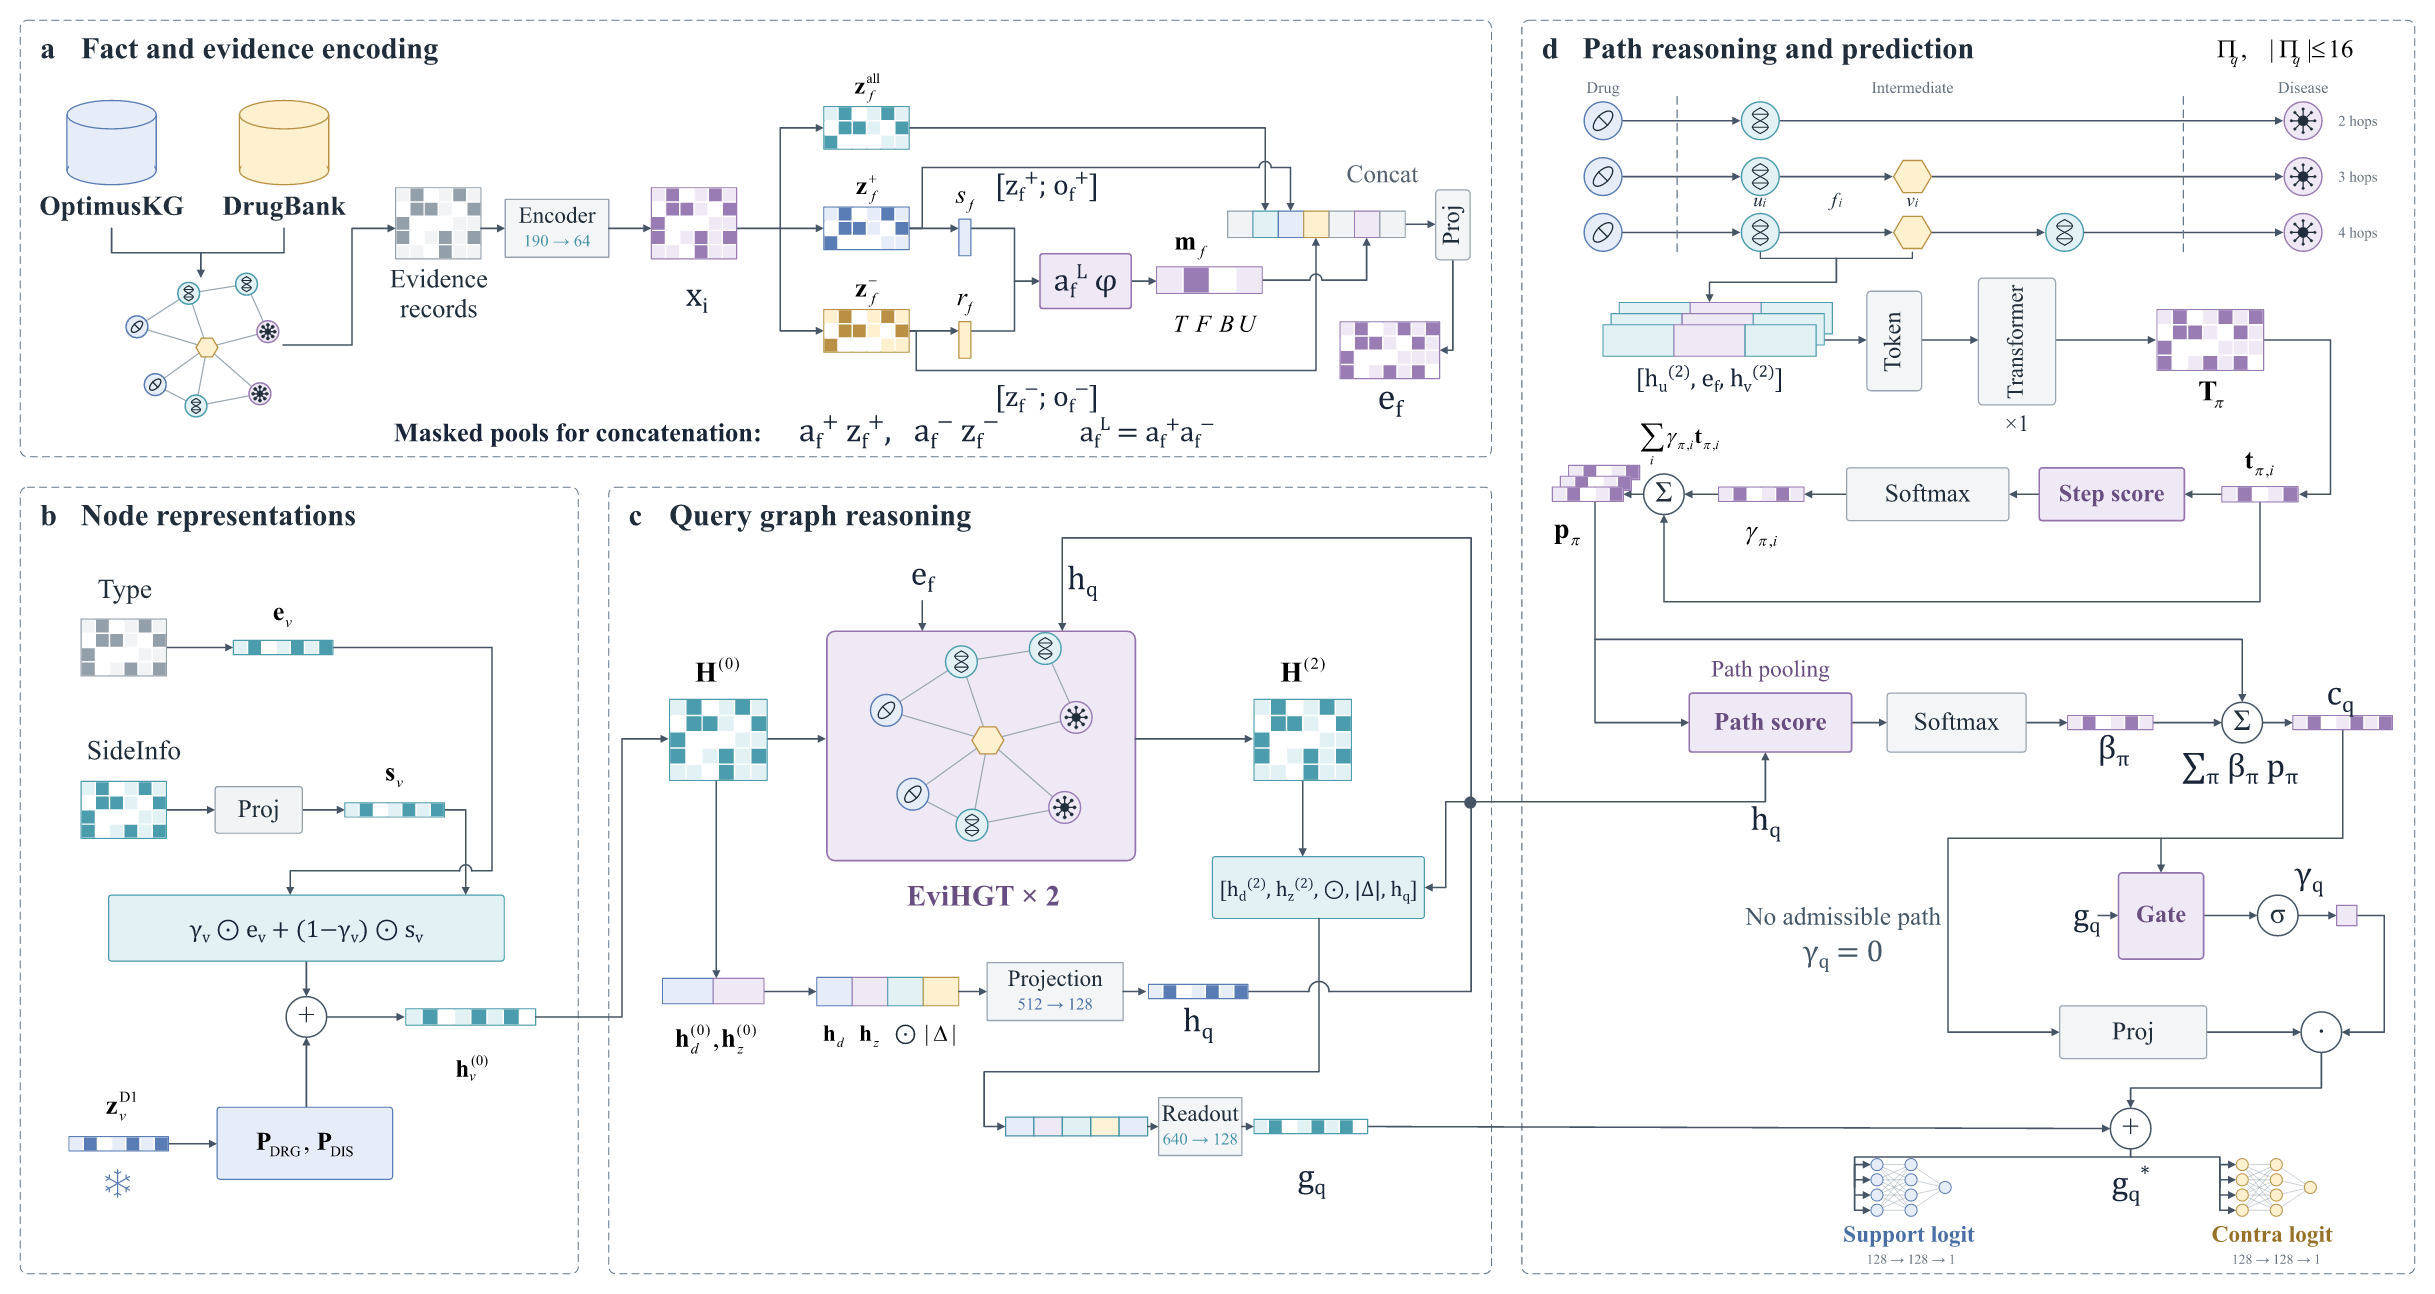 a Fact and evidence encoding
OptimusKG
DrugBank
Evidence
records
Encoder
190 → 64
xᵢ
z_f^all
z_f^+
z_f^−
s_f
r_f
[z_f^+; o_f^+]
[z_f^−; o_f^−]
a_f^L φ
m_f
T F B U
Concat
Proj
e_f
Masked pools for concatenation: a_f^+ z_f^+, a_f^− z_f^− a_f^L = a_f^+ a_f^−
b Node representations
Type
e_v
SideInfo
Proj
s_v
γ_v ⊙ e_v + (1−γ_v) ⊙ s_v
+
h_v^(0)
z_v^D1
P_DRG, P_DIS
c Query graph reasoning
e_f
h_q
H^(0)
H^(2)
EviHGT × 2
[h_d^(2), h_z^(2), ⊙, |Δ|, h_q]
h_d^(0), h_z^(0)
h_d h_z ⊙ |Δ|
Projection
512 → 128
h_q
Readout
640 → 128
g_q
d Path reasoning and prediction
Π_q, |Π_q|≤16
Drug
Intermediate
Disease
2 hops
3 hops
u_i
f_i
v_i
4 hops
[h_u^(2), e_f, h_v^(2)]
Token
Transformer
×1
T_π
∑_i γ_π,i t_π,i
p_π
Σ
γ_π,i
Softmax
Step score
t_π,i
Path pooling
Path score
Softmax
β_π
Σ
c_q
∑_π β_π p_π
h_q
No admissible path
γ_q = 0
g_q
Gate
σ
γ_q
Proj
·
+
g_q^*
Support logit
128 → 128 → 1
Contra logit
128 → 128 → 1